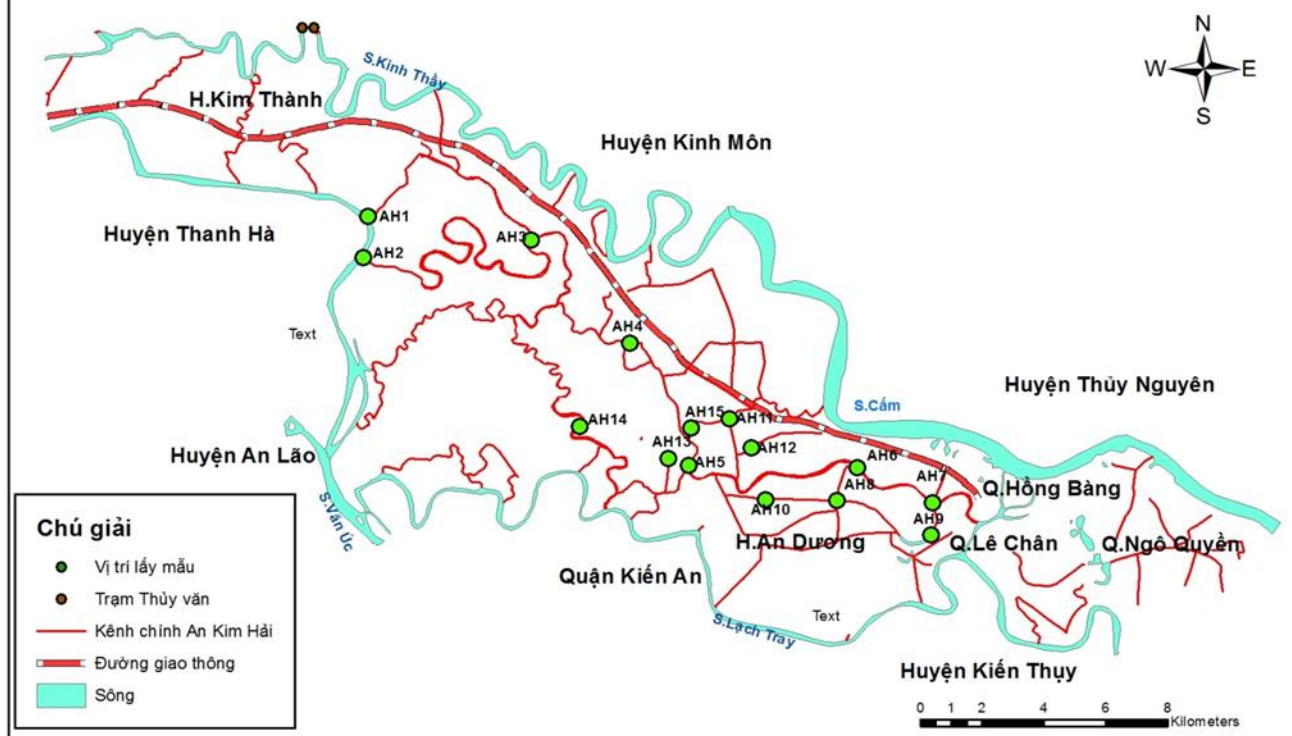 N
W E
S
S.Kinh Thầy
H.Kim Thành
Huyện Kinh Môn
AH1
Huyện Thanh Hà
AH3
AH2
Text
AH4
Huyện Thủy Nguyên
S.Cấm
AH14
AH15
AH11
AH13
AH12
Huyện An Lão
AH5
AH6
AH8
AH7
Q.Hồng Bàng
S.Văn Úc
AH10
AH9
H.An Dương
Q.Lê Chân
Q.Ngô Quyền
Quận Kiến An
Text
S.Lạch Tray
Huyện Kiến Thụy
Chú giải
Vị trí lấy mẫu
Trạm Thủy văn
Kênh chính An Kim Hải
Đường giao thông
Sông
0 1 2 4 6 8
Kilometers